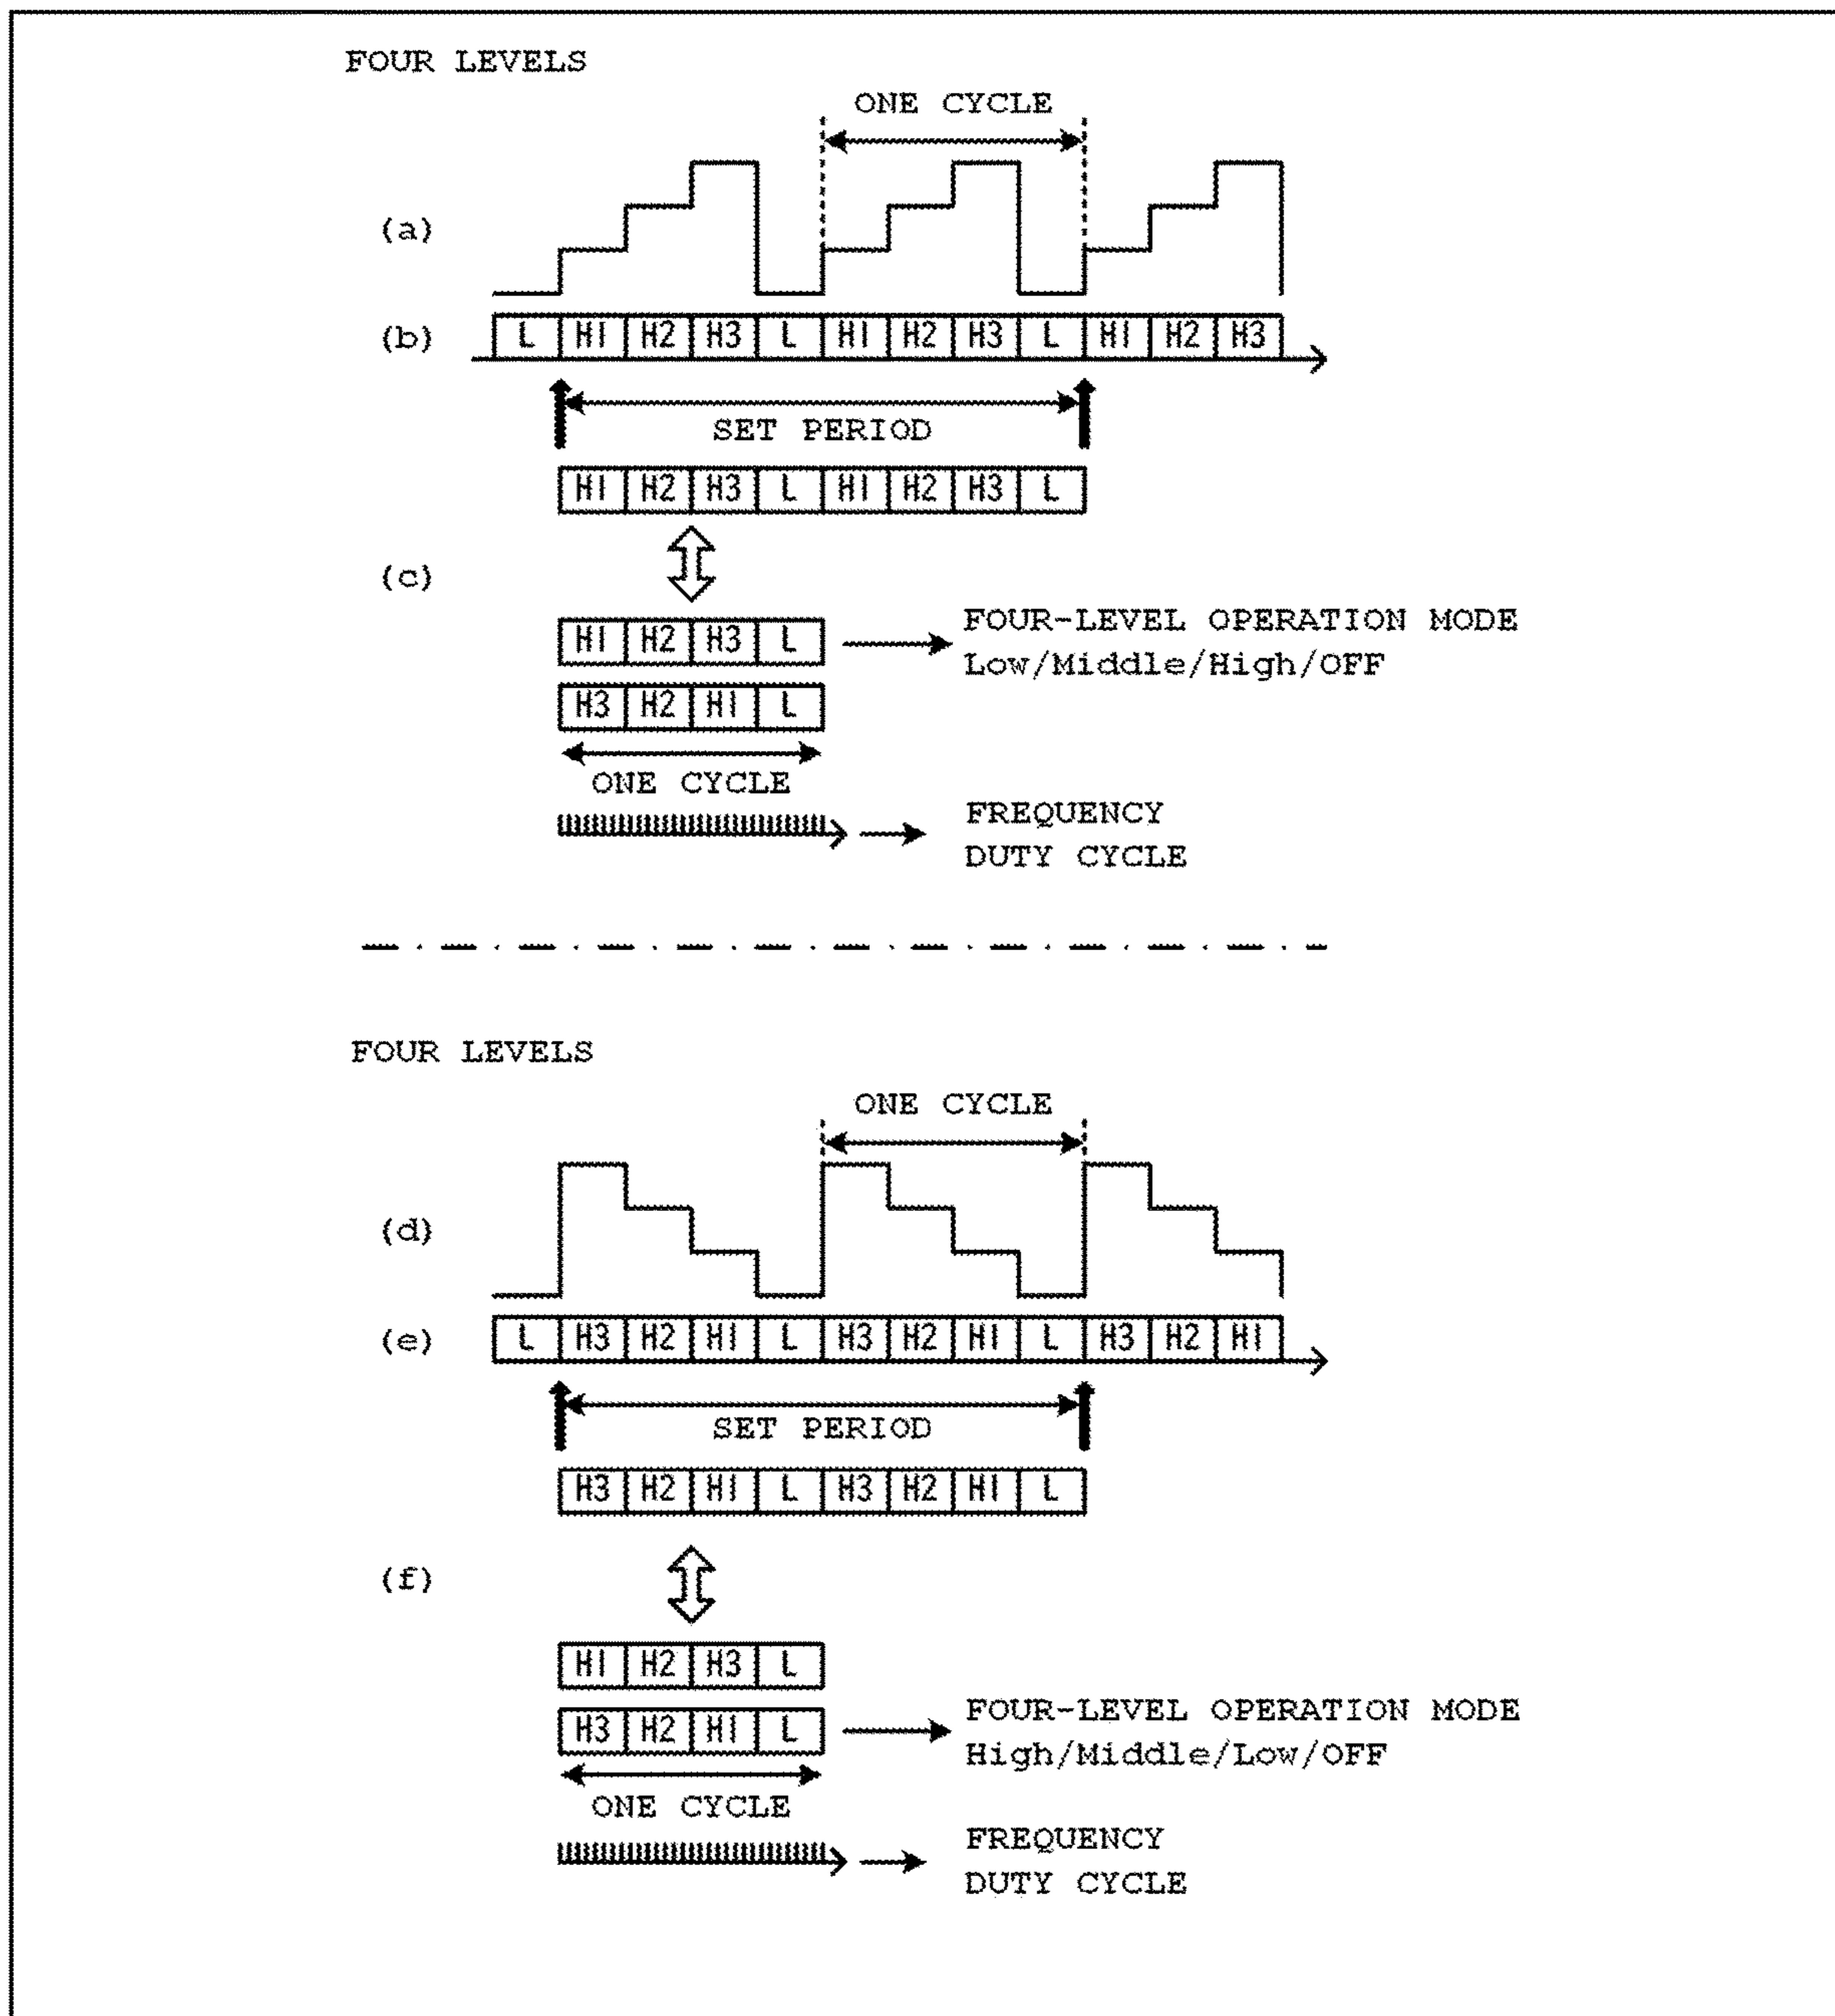 FOUR LEVELS
ONE CYCLE
(a)
(b) L H1 H2 H3 L H1 H2 H3 L H1 H2 H3
SET PERIOD
H1 H2 H3 L H1 H2 H3 L
(c)
H1 H2 H3 L
FOUR-LEVEL OPERATION MODE
Low/Middle/High/OFF
H3 H2 H1 L
ONE CYCLE
FREQUENCY
DUTY CYCLE
FOUR LEVELS
ONE CYCLE
(d)
(e) L H3 H2 H1 L H3 H2 H1 L H3 H2 H1
SET PERIOD
H3 H2 H1 L H3 H2 H1 L
(f)
H1 H2 H3 L
H3 H2 H1 L
FOUR-LEVEL OPERATION MODE
High/Middle/Low/OFF
ONE CYCLE
FREQUENCY
DUTY CYCLE